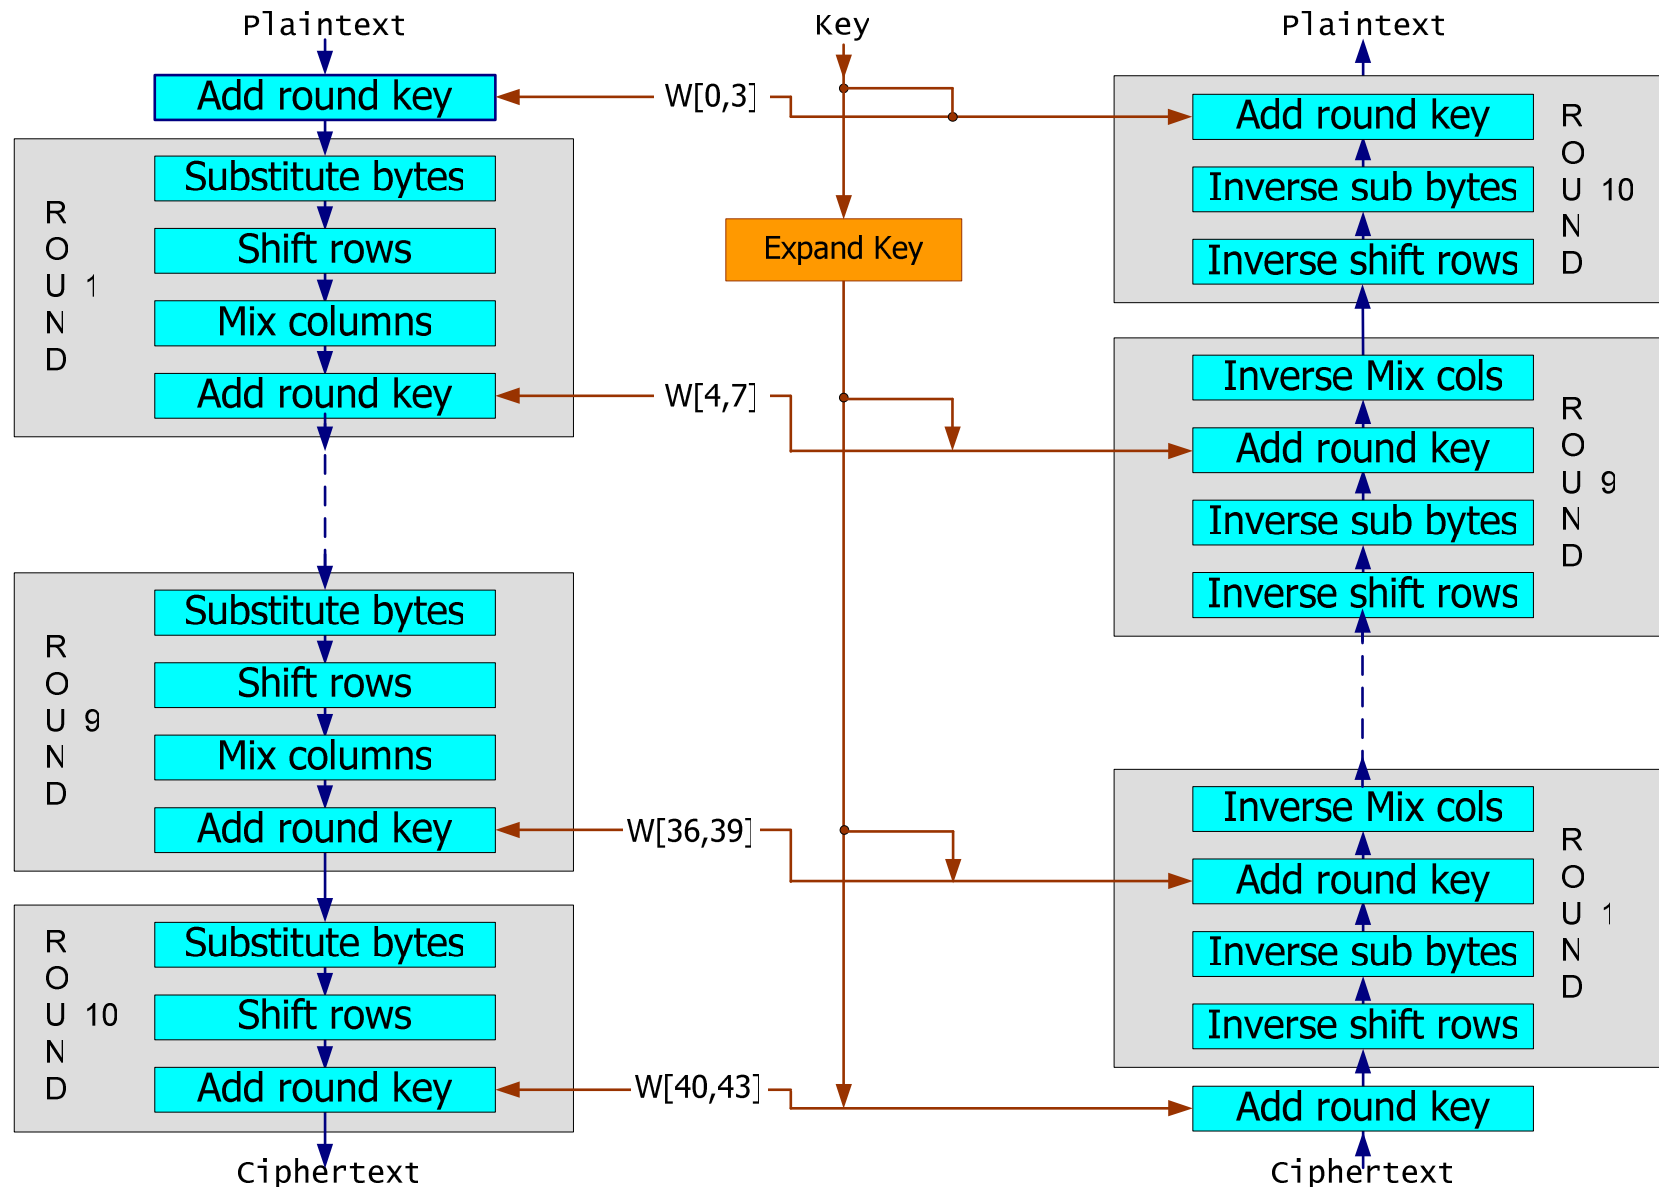 Plaintext
Add round key
R
O
U 1
N
D
Substitute bytes
Shift rows
Mix columns
Add round key
R
O
U 9
N
D
Substitute bytes
Shift rows
Mix columns
Add round key
R
O
U 10
N
D
Substitute bytes
Shift rows
Add round key
Ciphertext
Key
W[0,3]
Expand Key
W[4,7]
W[36,39]
W[40,43]
Plaintext
Add round key
Inverse sub bytes
Inverse shift rows
R
O
U 10
N
D
Inverse Mix cols
Add round key
Inverse sub bytes
Inverse shift rows
R
O
U 9
N
D
Inverse Mix cols
Add round key
Inverse sub bytes
Inverse shift rows
R
O
U 1
N
D
Add round key
Ciphertext